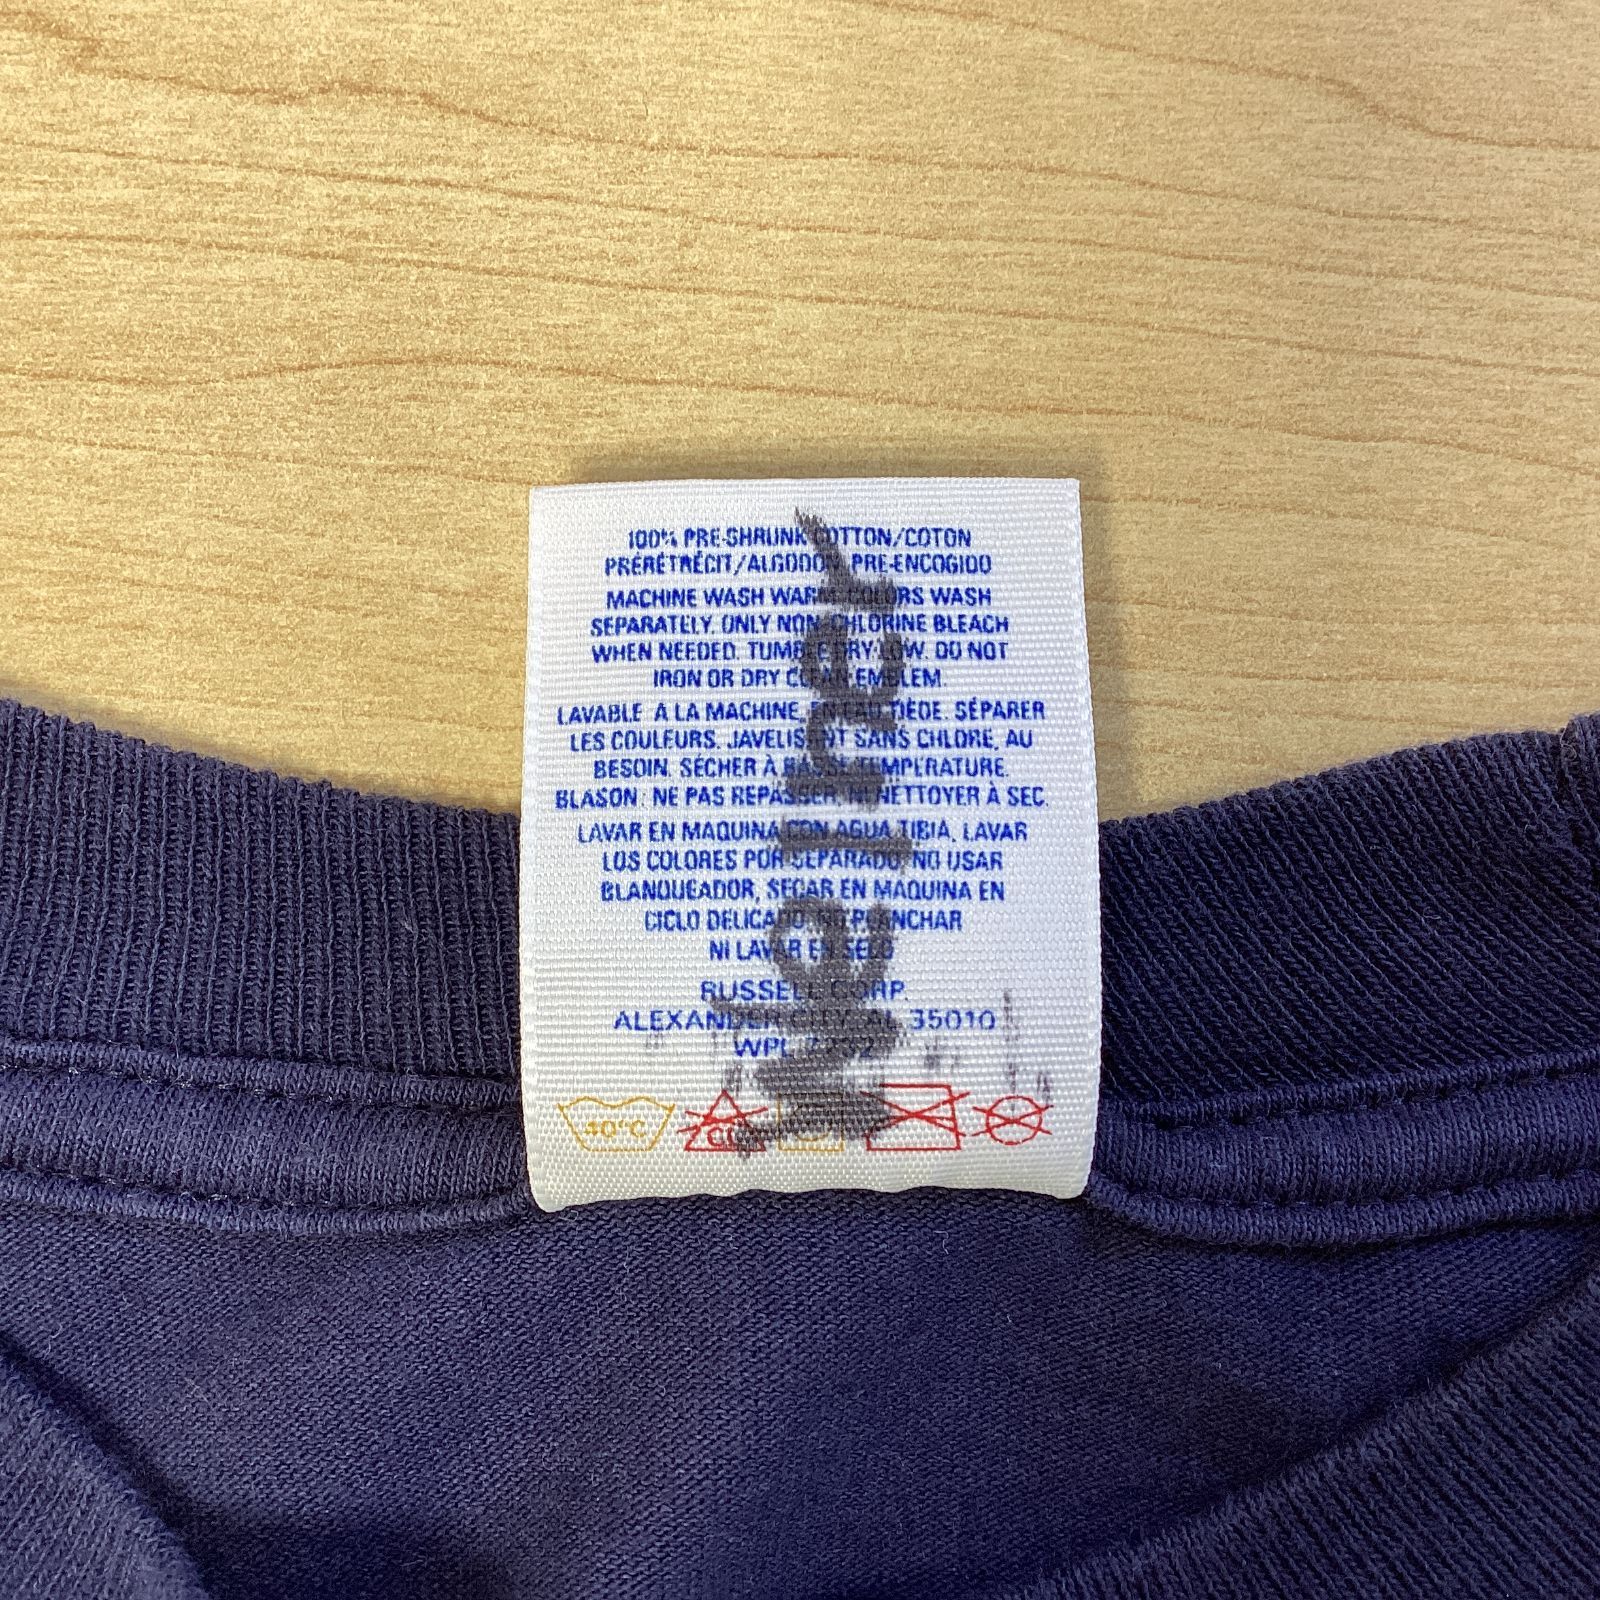 100% PRE-SHRUNK COTTON/COTON
PRÉRÉTRÉCIT/ALGODON PRE-ENCOGIDO
MACHINE WASH WARM. COLORS WASH
SEPARATELY. ONLY NON-CHLORINE BLEACH
WHEN NEEDED. TUMBLE DRY LOW. DO NOT
IRON OR DRY CLEAN EMBLEM.
LAVABLE A LA MACHINE, EN EAU TIÈDE. SÉPARER
LES COULEURS. JAVELISANT SANS CHLORE, AU
BESOIN. SÉCHER À BASSE TEMPÉRATURE.
BLASON: NE PAS REPASSER, NI NETTOYER À SEC.
LAVAR EN MAQUINA CON AGUA TIBIA, LAVAR
LOS COLORES POR SEPARADO, NO USAR
BLANQUEADOR, SECAR EN MAQUINA EN
CICLO DELICADO, NO PLANCHAR
NI LAVAR EN SECO
RUSSELL CORP.
ALEXANDER CITY, AL 35010
WPL 7232
40°C